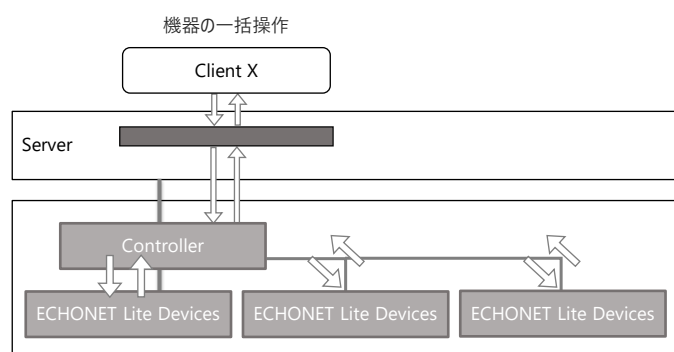 機器の一括操作
Client X
Server
Controller
ECHONET Lite Devices
ECHONET Lite Devices
ECHONET Lite Devices